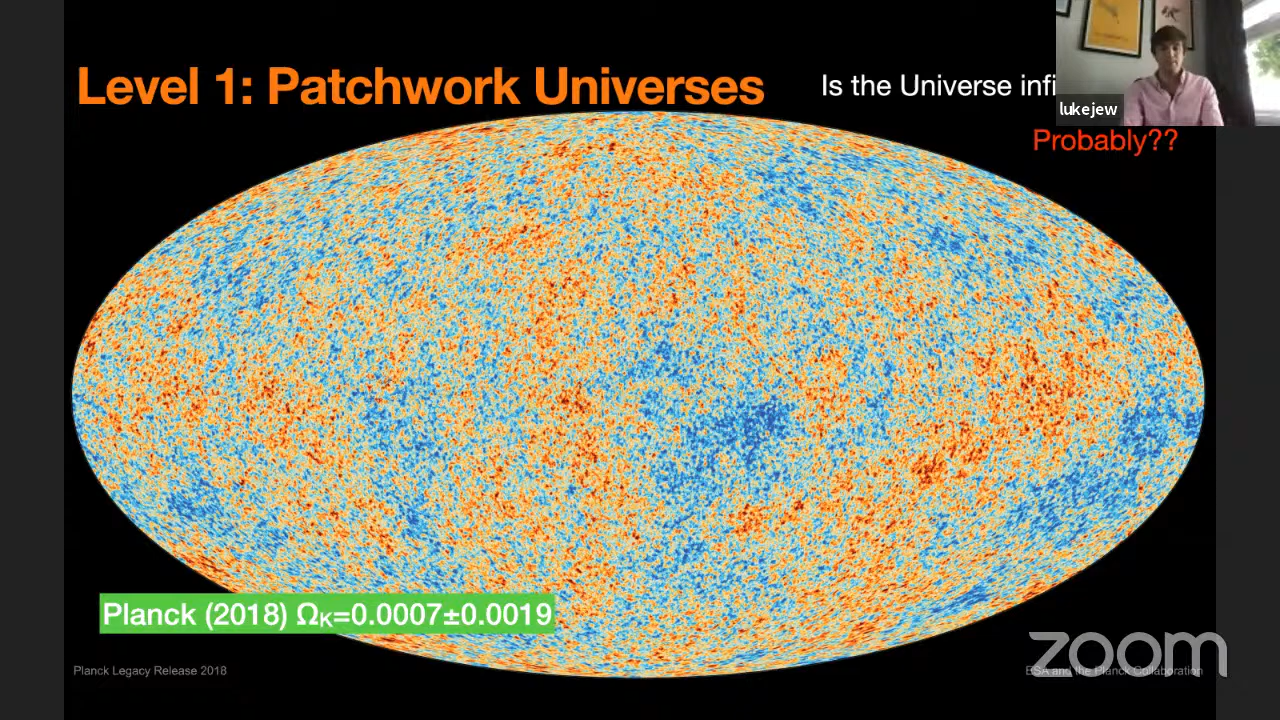 Level 1: Patchwork Universes
Is the Universe infi
lukejew
Probably??
Planck (2018) Ωₖ=0.0007±0.0019
zoom
Planck Legacy Release 2018
ESA and the Planck Collaboration